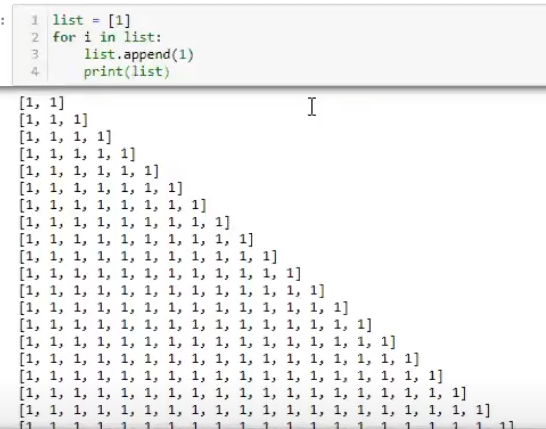 :
1 list = [1]
2 for i in list:
3     list.append(1)
4     print(list)
[1, 1]
[1, 1, 1]
[1, 1, 1, 1]
[1, 1, 1, 1, 1]
[1, 1, 1, 1, 1, 1]
[1, 1, 1, 1, 1, 1, 1]
[1, 1, 1, 1, 1, 1, 1, 1]
[1, 1, 1, 1, 1, 1, 1, 1, 1]
[1, 1, 1, 1, 1, 1, 1, 1, 1, 1]
[1, 1, 1, 1, 1, 1, 1, 1, 1, 1, 1]
[1, 1, 1, 1, 1, 1, 1, 1, 1, 1, 1, 1]
[1, 1, 1, 1, 1, 1, 1, 1, 1, 1, 1, 1, 1]
[1, 1, 1, 1, 1, 1, 1, 1, 1, 1, 1, 1, 1, 1]
[1, 1, 1, 1, 1, 1, 1, 1, 1, 1, 1, 1, 1, 1, 1]
[1, 1, 1, 1, 1, 1, 1, 1, 1, 1, 1, 1, 1, 1, 1, 1]
[1, 1, 1, 1, 1, 1, 1, 1, 1, 1, 1, 1, 1, 1, 1, 1, 1]
[1, 1, 1, 1, 1, 1, 1, 1, 1, 1, 1, 1, 1, 1, 1, 1, 1, 1]
[1, 1, 1, 1, 1, 1, 1, 1, 1, 1, 1, 1, 1, 1, 1, 1, 1, 1, 1]
[1, 1, 1, 1, 1, 1, 1, 1, 1, 1, 1, 1, 1, 1, 1, 1, 1, 1, 1, 1]